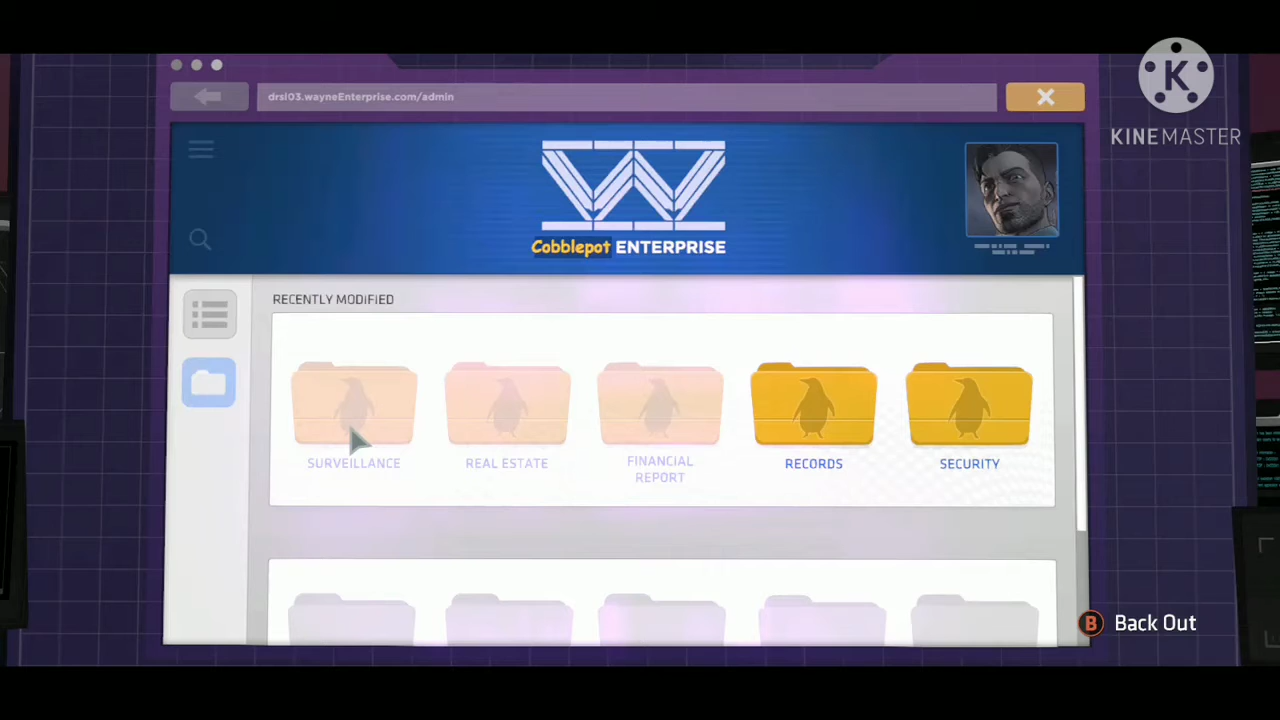 K
KINEMASTER
drsl03.wayneEnterprise.com/admin
W
Cobblepot ENTERPRISE
RECENTLY MODIFIED
SURVEILLANCE
REAL ESTATE
FINANCIAL
REPORT
RECORDS
SECURITY
B Back Out